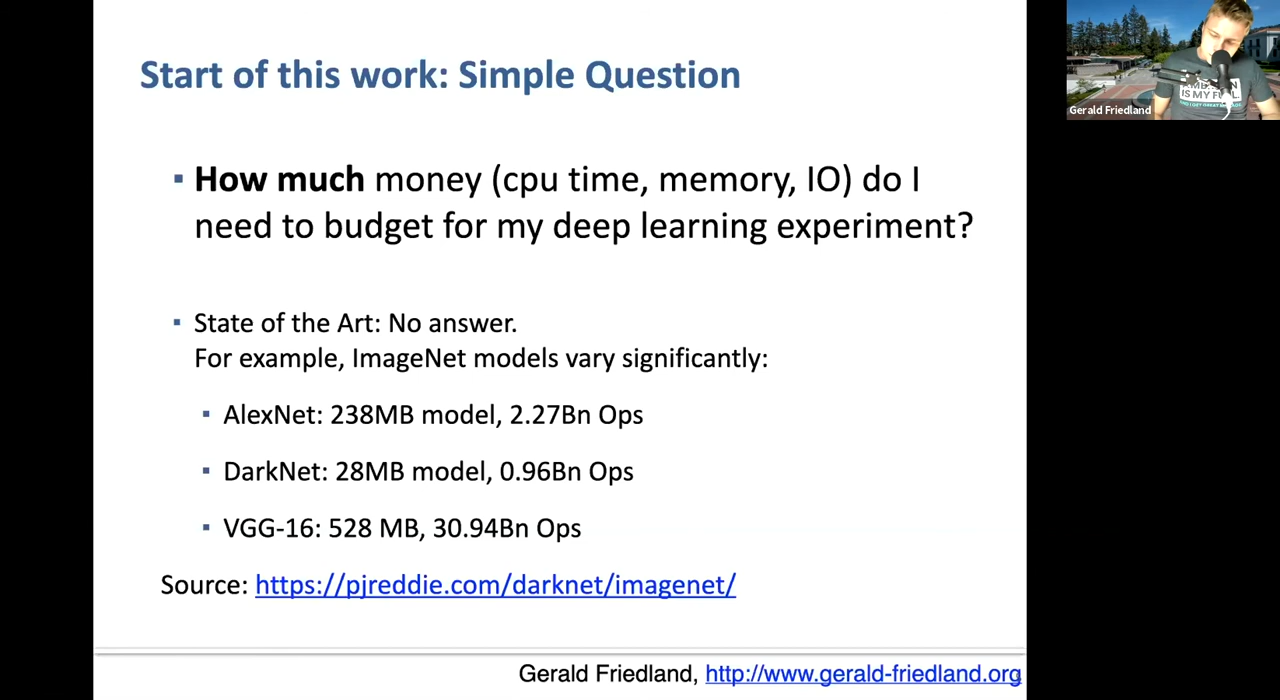 Start of this work: Simple Question
▪ How much money (cpu time, memory, IO) do I
need to budget for my deep learning experiment?
▪ State of the Art: No answer.
For example, ImageNet models vary significantly:
▪ AlexNet: 238MB model, 2.27Bn Ops
▪ DarkNet: 28MB model, 0.96Bn Ops
▪ VGG-16: 528 MB, 30.94Bn Ops
Source: https://pjreddie.com/darknet/imagenet/
Gerald Friedland, http://www.gerald-friedland.org
IS MY
Gerald Friedland